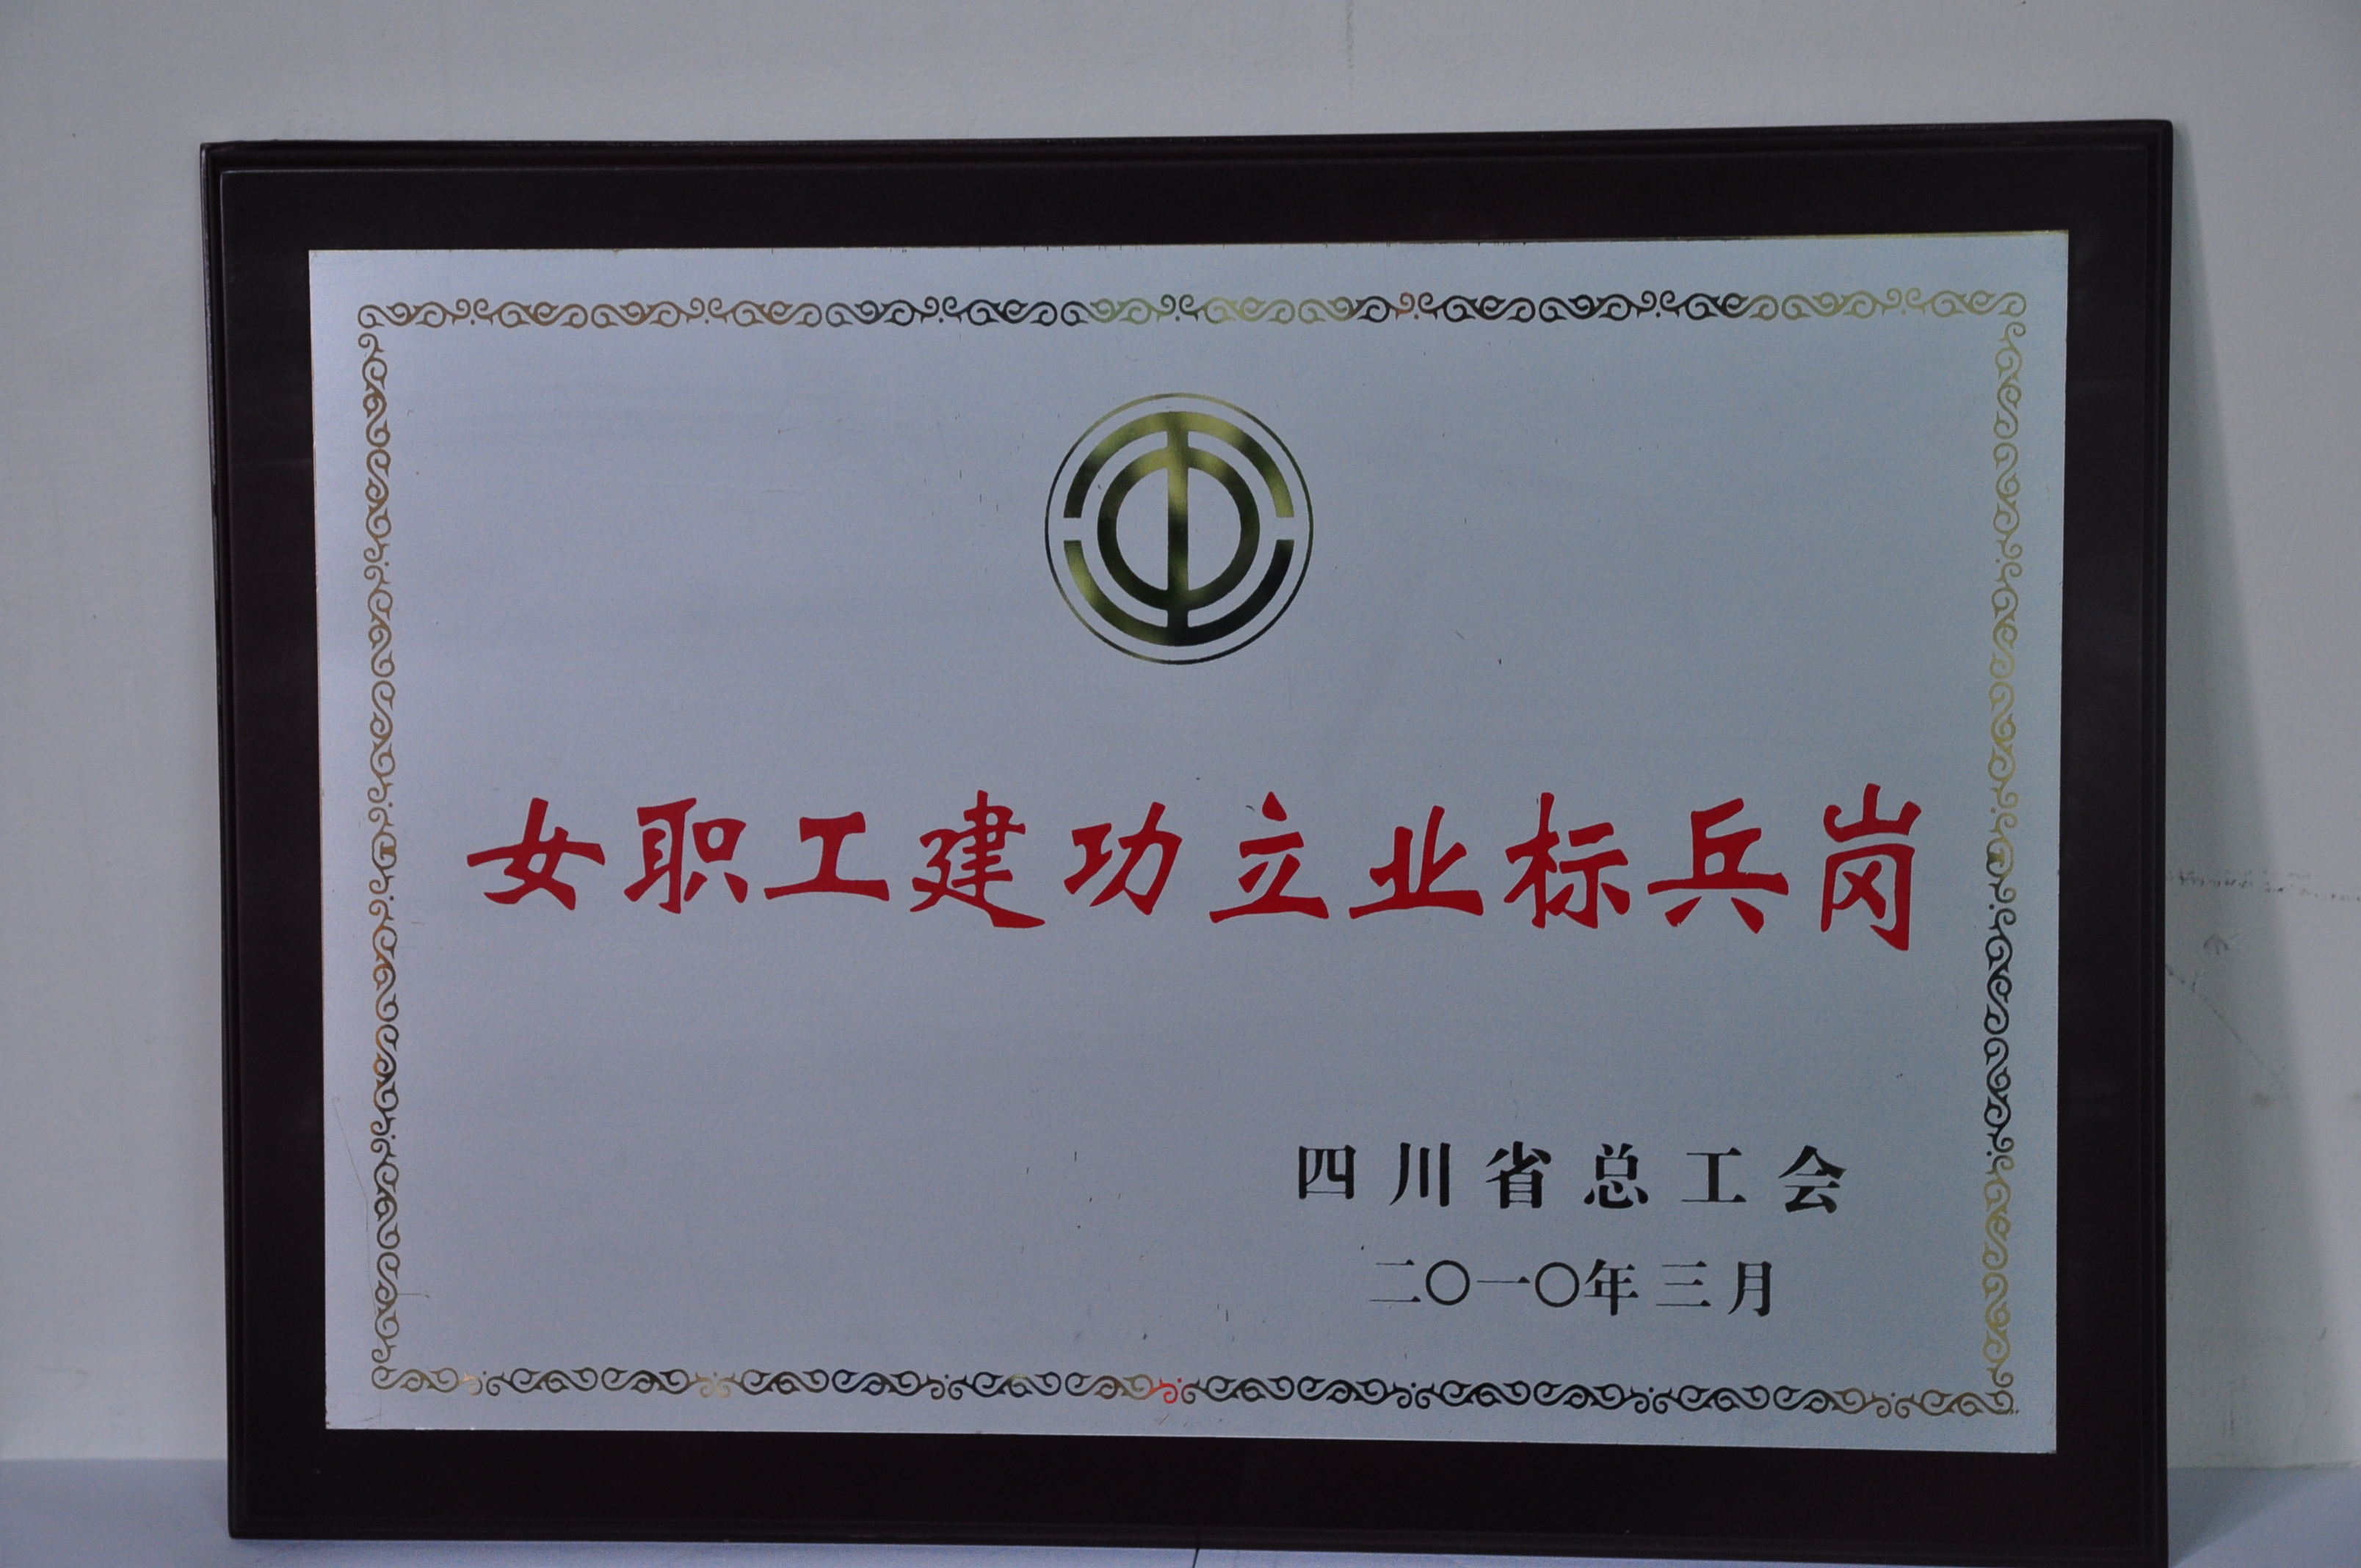 女职工建功立业标兵岗
四川省总工会
二〇一〇年三月